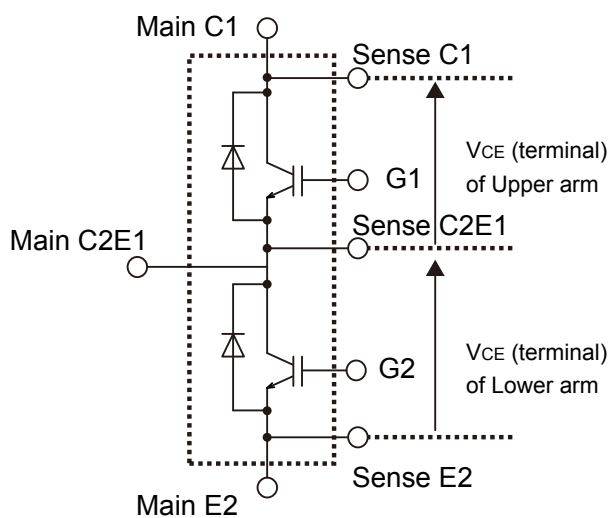 Main C1
Sense C1
VCE (terminal)
of Upper arm
G1
Sense C2E1
Main C2E1
VCE (terminal)
of Lower arm
G2
Sense E2
Main E2